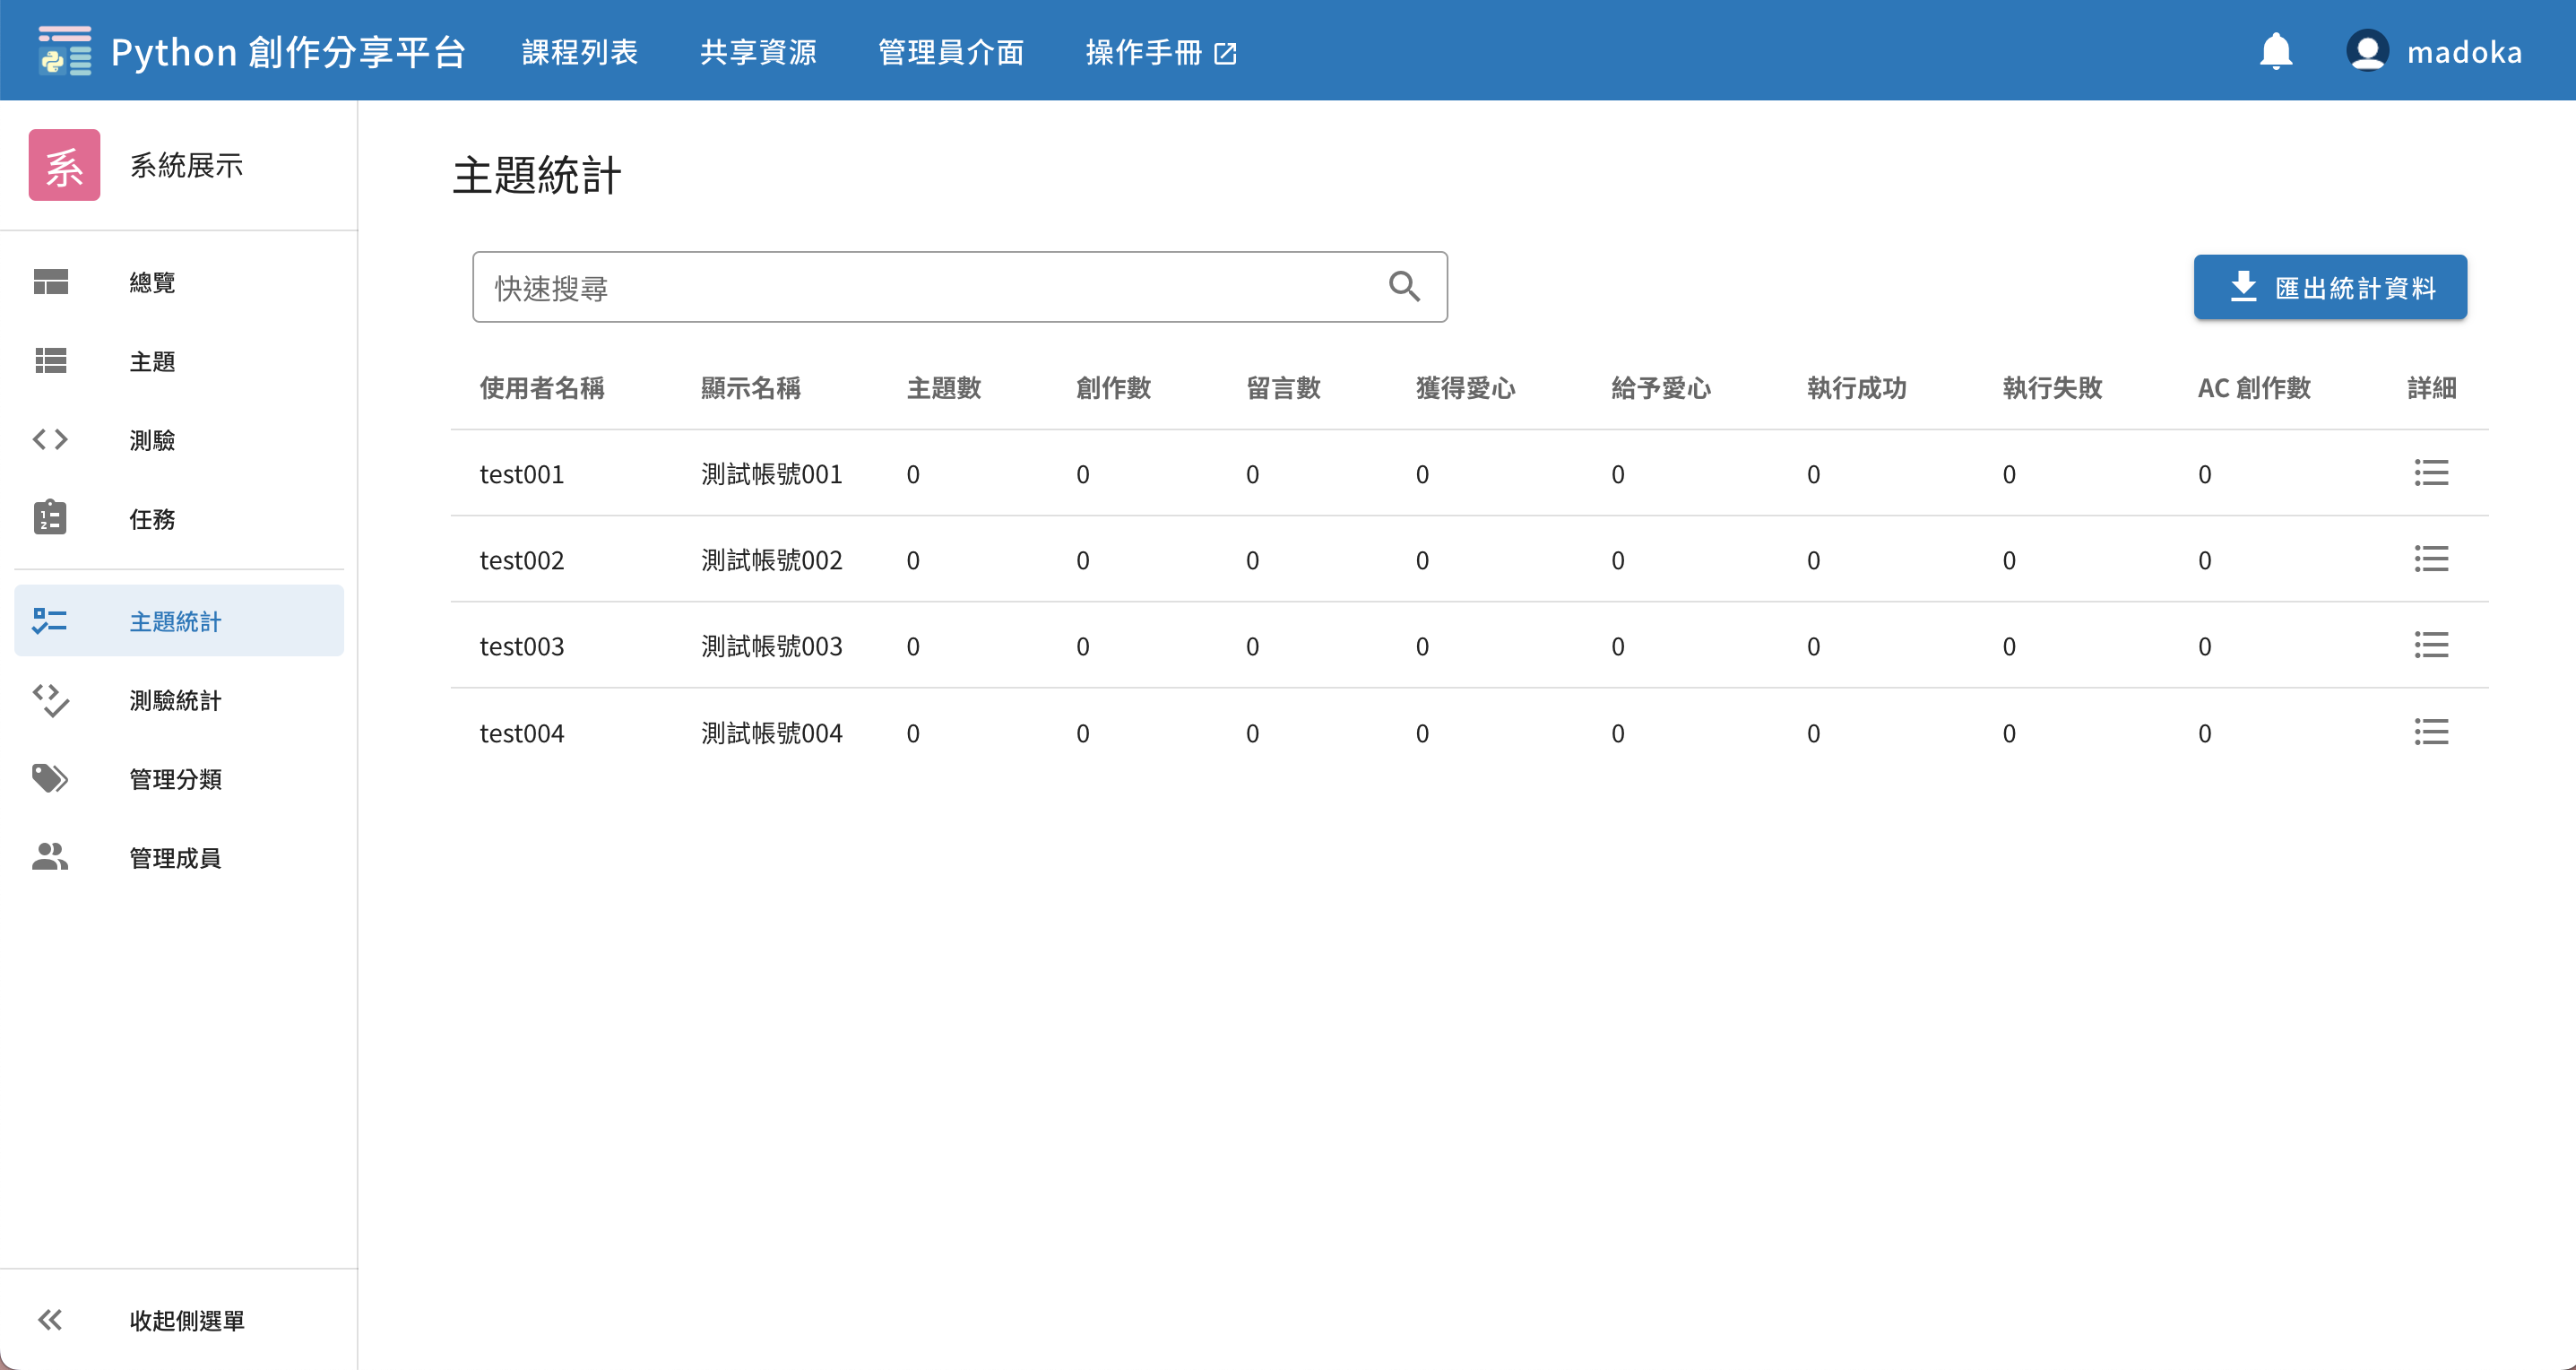 Python 創作分享平台 課程列表 共享資源 管理員介面 操作手冊 madoka
系 系統展示
總覽
主題
測驗
任務
主題統計
測驗統計
管理分類
管理成員
收起側選單
主題統計
快速搜尋
匯出統計資料
使用者名稱 顯示名稱 主題數 創作數 留言數 獲得愛心 給予愛心 執行成功 執行失敗 AC 創作數 詳細
test001 測試帳號001 0 0 0 0 0 0 0 0
test002 測試帳號002 0 0 0 0 0 0 0 0
test003 測試帳號003 0 0 0 0 0 0 0 0
test004 測試帳號004 0 0 0 0 0 0 0 0